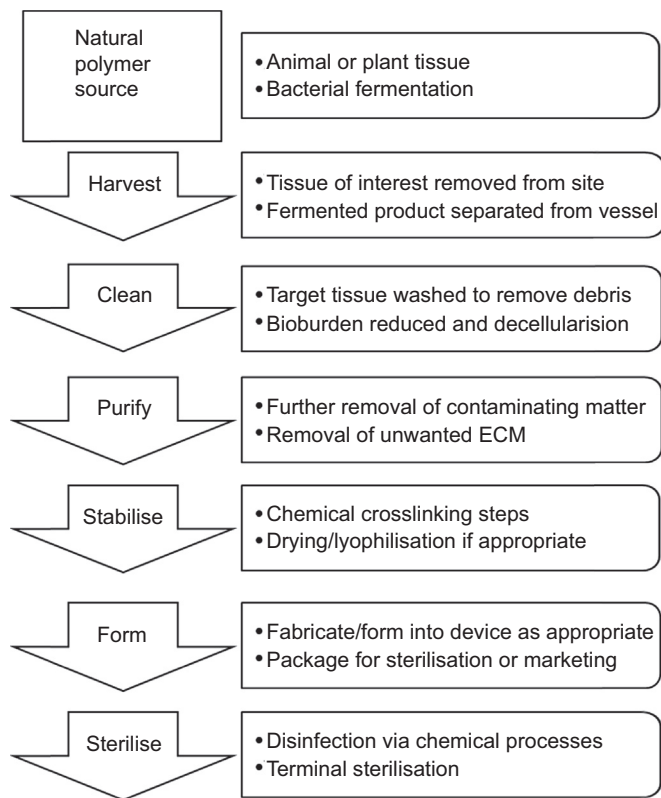 Natural
polymer
source
• Animal or plant tissue
• Bacterial fermentation
Harvest
• Tissue of interest removed from site
• Fermented product separated from vessel
Clean
• Target tissue washed to remove debris
• Bioburden reduced and decellularision
Purify
• Further removal of contaminating matter
• Removal of unwanted ECM
Stabilise
• Chemical crosslinking steps
• Drying/lyophilisation if appropriate
Form
• Fabricate/form into device as appropriate
• Package for sterilisation or marketing
Sterilise
• Disinfection via chemical processes
• Terminal sterilisation